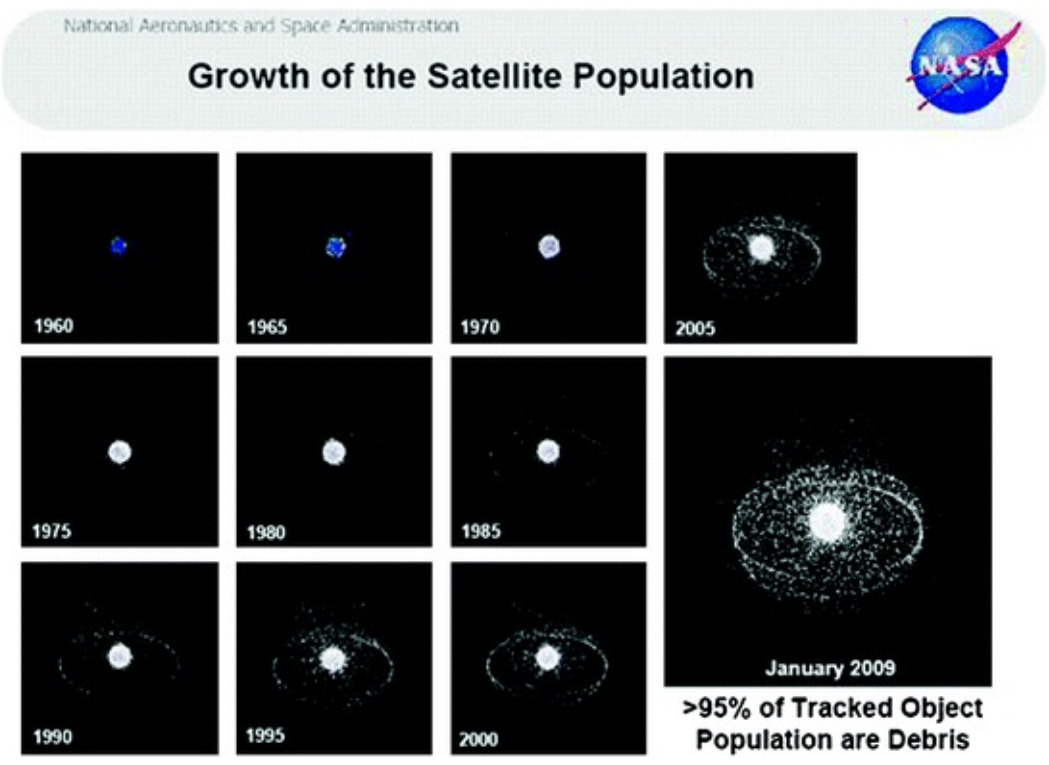 National Aeronautics and Space Administration
Growth of the Satellite Population
NASA
1960
1965
1970
2005
1975
1980
1985
1990
1995
2000
January 2009
>95% of Tracked Object
Population are Debris